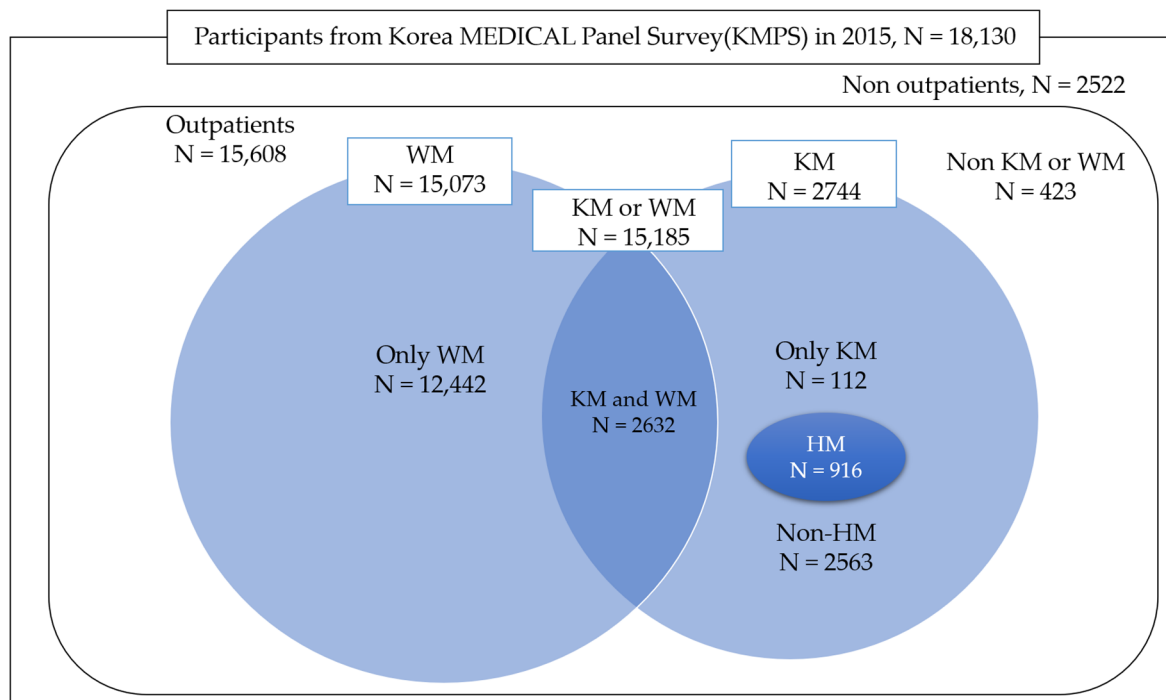 Participants from Korea MEDICAL Panel Survey(KMPS) in 2015, N = 18,130
Non outpatients, N = 2522
Outpatients
N = 15,608
WM
N = 15,073
KM or WM
N = 15,185
KM
N = 2744
Non KM or WM
N = 423
Only WM
N = 12,442
KM and WM
N = 2632
Only KM
N = 112
HM
N = 916
Non-HM
N = 2563